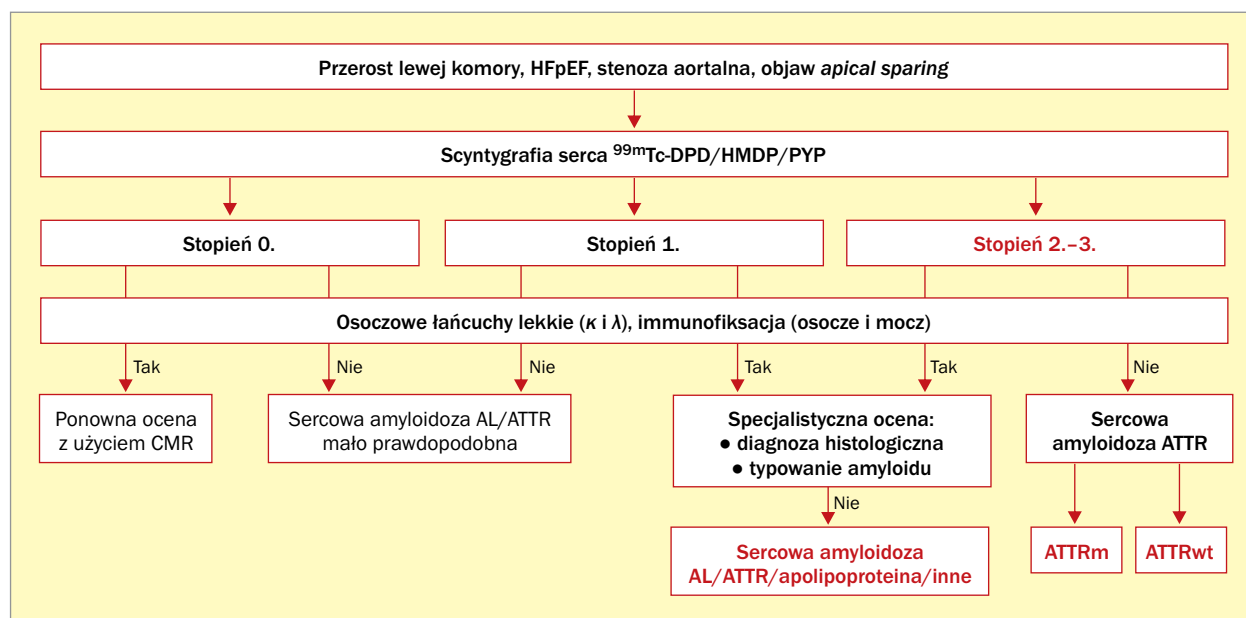 Przerost lewej komory, HFpEF, stenoza aortalna, objaw apical sparing
Scyntygrafia serca ⁹⁹ᵐTc-DPD/HMDP/PYP
Stopień 0.
Stopień 1.
Stopień 2.–3.
Osoczowe łańcuchy lekkie (κ i λ), immunofiksacja (osocze i mocz)
Tak
Nie
Nie
Tak
Tak
Nie
Ponowna ocena
z użyciem CMR
Sercowa amyloidoza AL/ATTR
mało prawdopodobna
Specjalistyczna ocena:
● diagnoza histologiczna
● typowanie amyloidu
Sercowa
amyloidoza ATTR
Nie
Sercowa amyloidoza
AL/ATTR/apolipoproteina/inne
ATTRm
ATTRwt